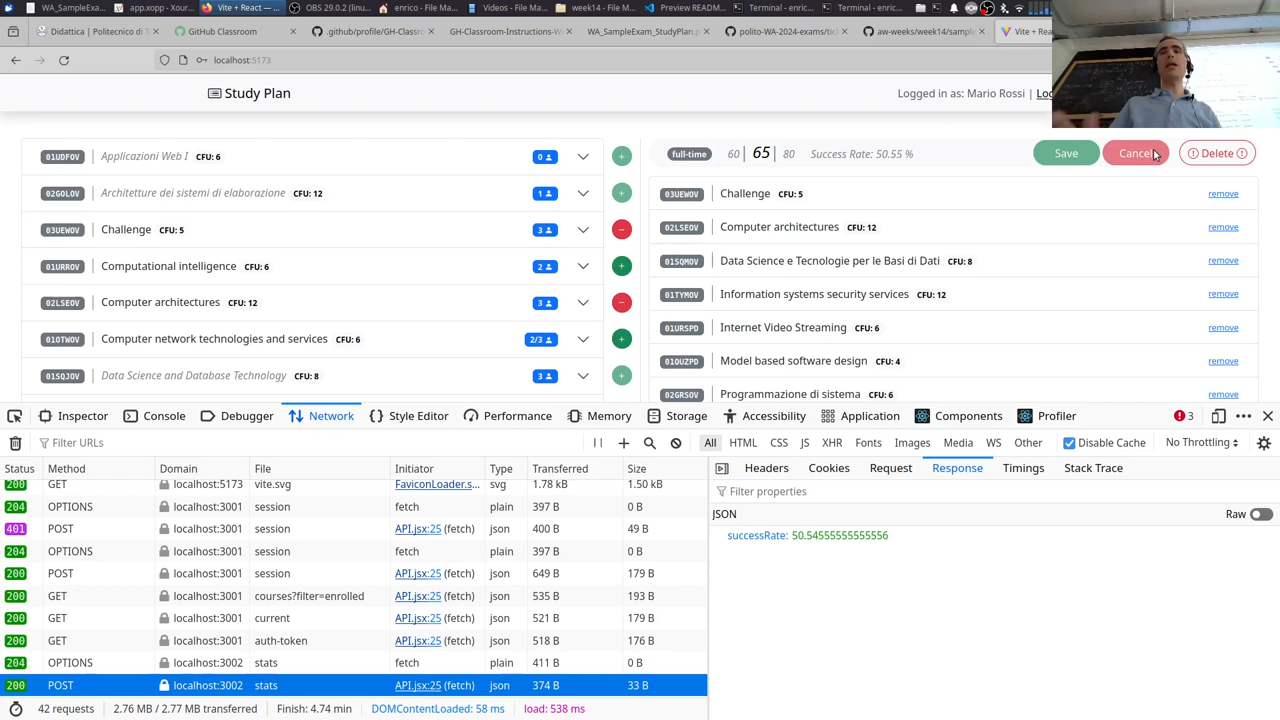 WA_SampleExam_
app.xopp — Xour
Vite + React —
OBS 29.0.2 (linu
enrico - File Ma
Videos - File Ma
week14 - File M
Preview README
Terminal - enric
Terminal - enric
Didattica | Politecnico di T
GitHub Classroom
.github/profile/GH-Classro
GH-Classroom-Instructions-W
WA_SampleExam_StudyPlan.p
polito-WA-2024-exams/tick
aw-weeks/week14/sample
Vite + Rea
localhost:5173
Study Plan
Logged in as: Mario Rossi | Lo
01UDFOV Applicazioni Web I CFU: 6 0 +
02GOLOV Architetture dei sistemi di elaborazione CFU: 12 1 +
03UEWOV Challenge CFU: 5 3 −
01URROV Computational intelligence CFU: 6 2 +
02LSEOV Computer architectures CFU: 12 3 −
01OTWOV Computer network technologies and services CFU: 6 2/3 +
01SQJOV Data Science and Database Technology CFU: 8 3 +
full-time 60 | 65 | 80 Success Rate: 50.55 % Save Cancel Delete
03UEWOV Challenge CFU: 5 remove
02LSEOV Computer architectures CFU: 12 remove
01SQMOV Data Science e Tecnologie per le Basi di Dati CFU: 8 remove
01TYMOV Information systems security services CFU: 12 remove
01URSPD Internet Video Streaming CFU: 6 remove
01OUZPD Model based software design CFU: 4 remove
02GRSOV Programmazione di sistema CFU: 6 remove
Inspector Console Debugger Network Style Editor Performance Memory Storage Accessibility Application Components Profiler 3
Filter URLs
All HTML CSS JS XHR Fonts Images Media WS Other Disable Cache No Throttling
Status Method Domain File Initiator Type Transferred Size
200 GET localhost:5173 vite.svg FaviconLoader.s... svg 1.78 kB 1.50 kB
204 OPTIONS localhost:3001 session fetch plain 397 B 0 B
401 POST localhost:3001 session API.jsx:25 (fetch) json 400 B 49 B
204 OPTIONS localhost:3001 session fetch plain 397 B 0 B
200 POST localhost:3001 session API.jsx:25 (fetch) json 649 B 179 B
200 GET localhost:3001 courses?filter=enrolled API.jsx:25 (fetch) json 535 B 193 B
200 GET localhost:3001 current API.jsx:25 (fetch) json 521 B 179 B
200 GET localhost:3001 auth-token API.jsx:25 (fetch) json 518 B 176 B
204 OPTIONS localhost:3002 stats fetch plain 411 B 0 B
200 POST localhost:3002 stats API.jsx:25 (fetch) json 374 B 33 B
42 requests 2.76 MB / 2.77 MB transferred Finish: 4.74 min DOMContentLoaded: 58 ms load: 538 ms
Headers Cookies Request Response Timings Stack Trace
Filter properties
JSON Raw
successRate: 50.54555555555556